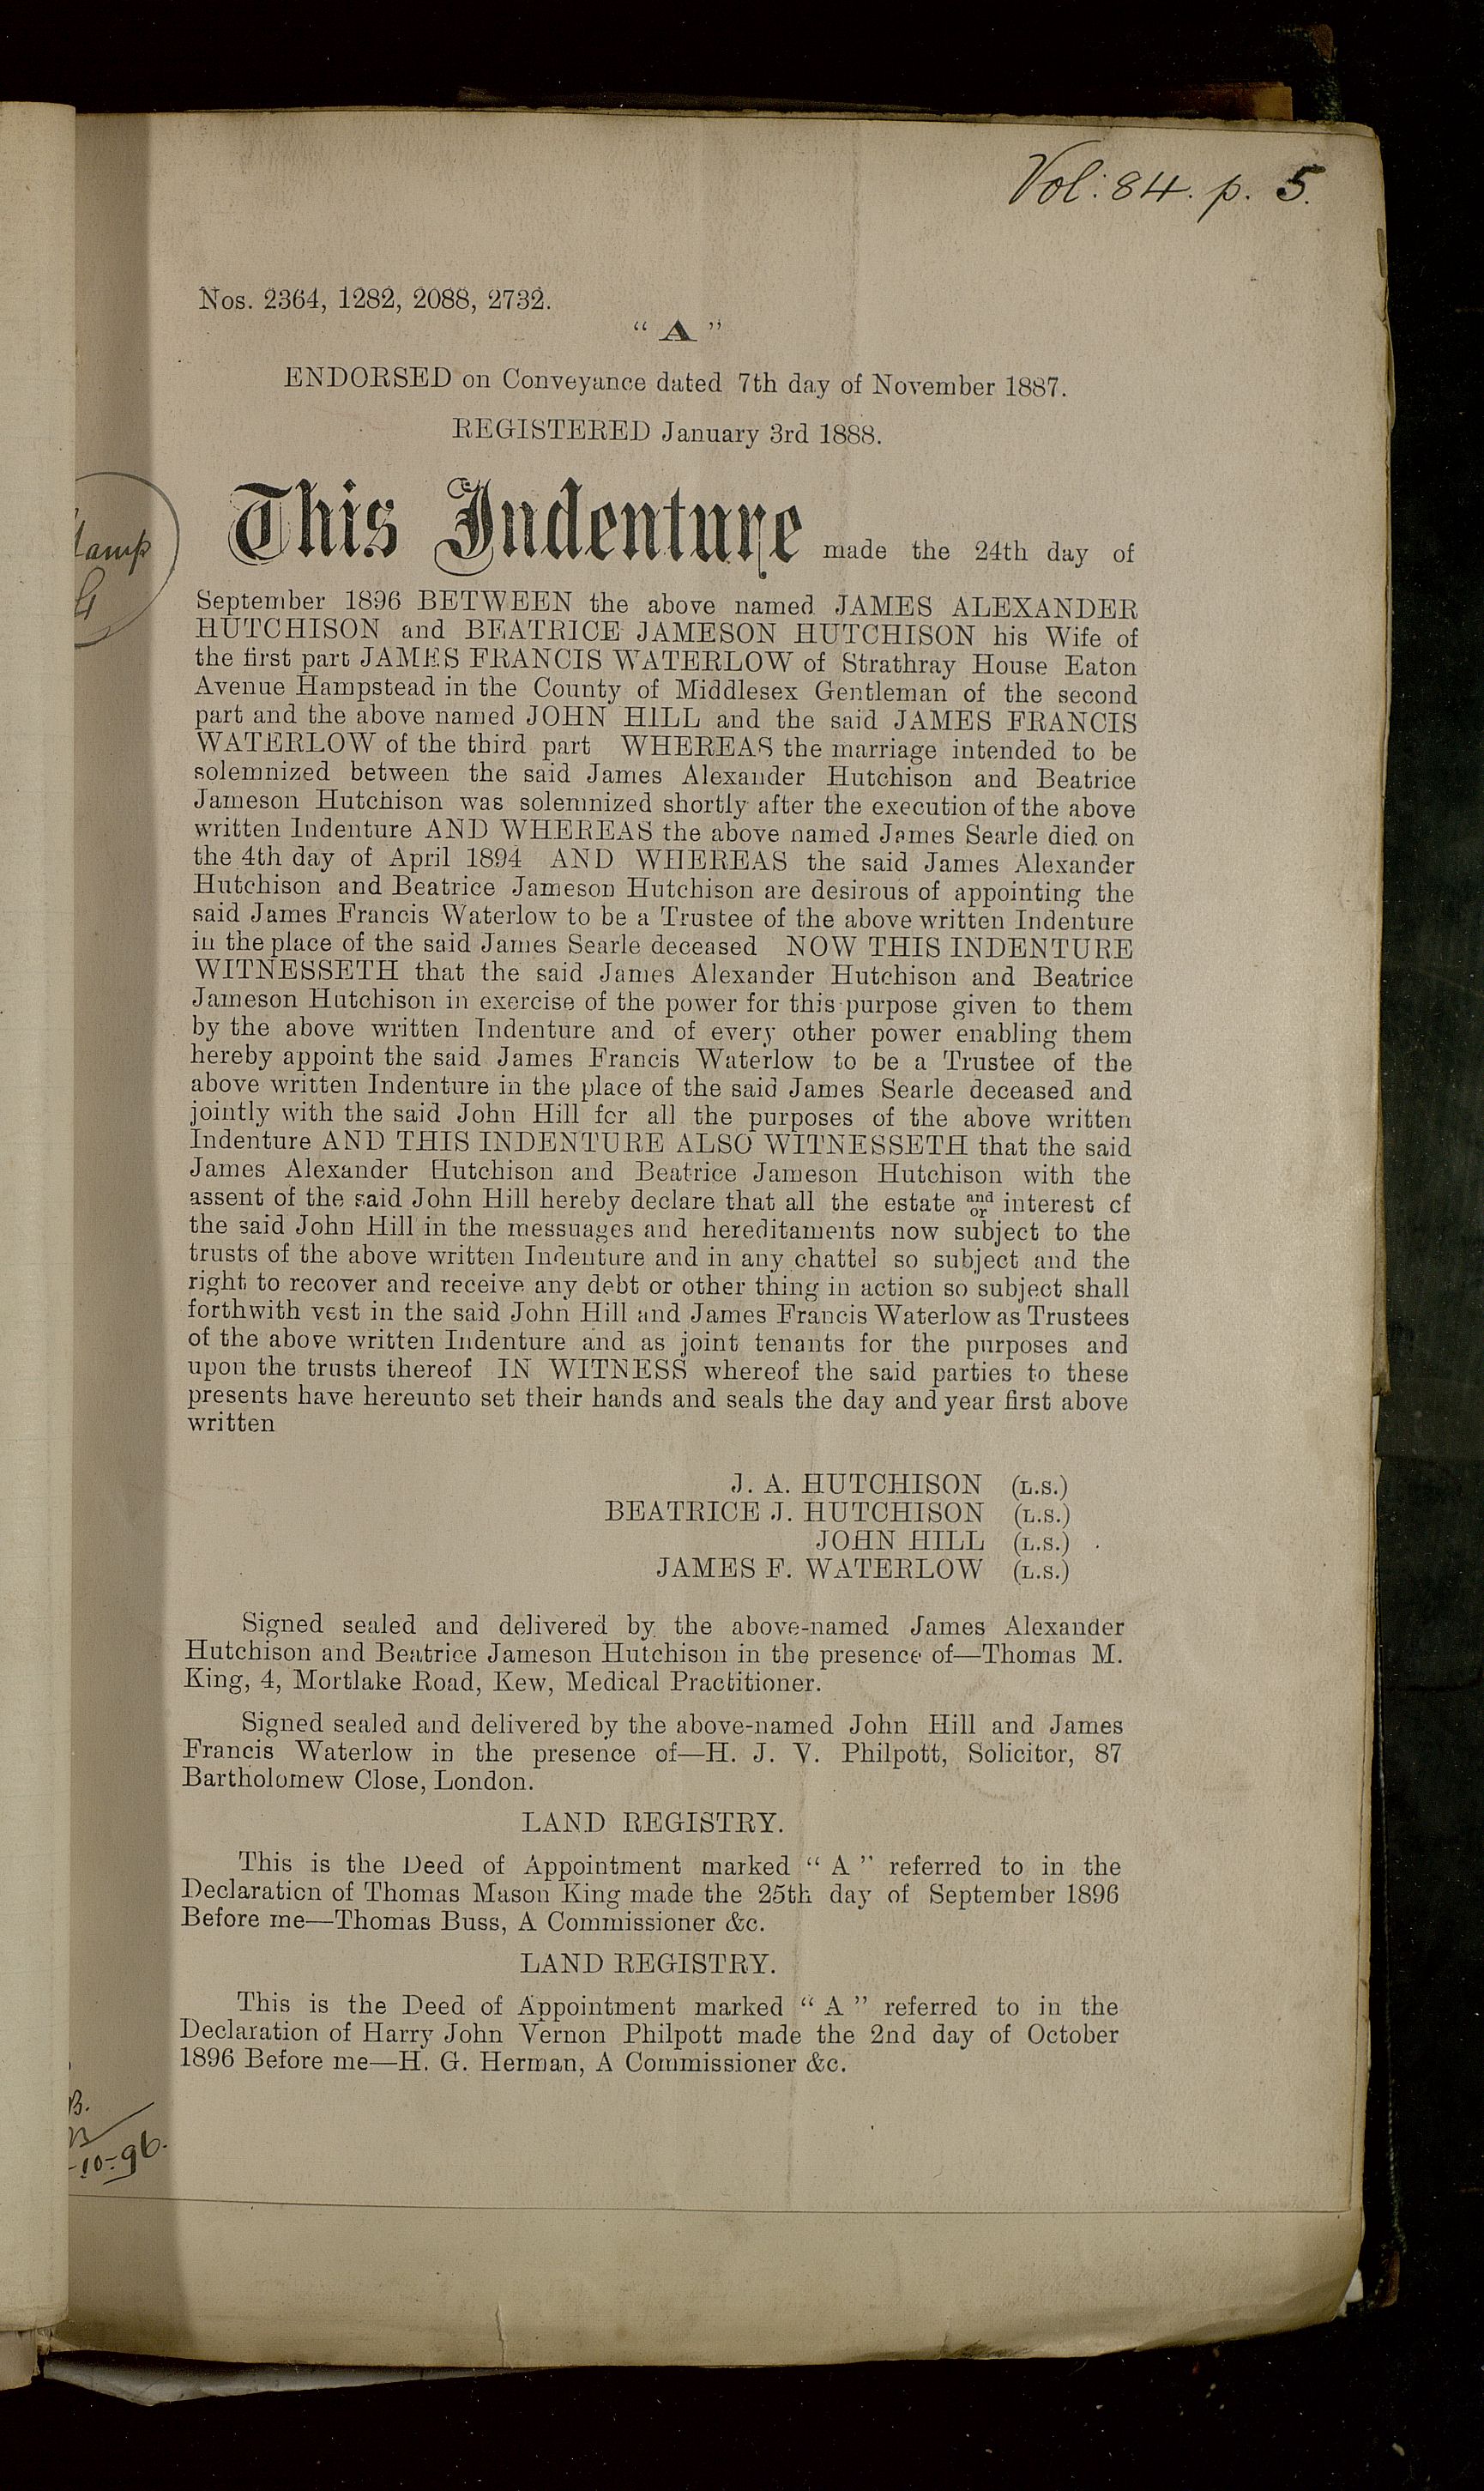 Vol: 84. p. 5.
Nos. 2364, 1282, 2088, 2732.
“ A ”
ENDORSED on Conveyance dated 7th day of November 1887.
REGISTERED January 3rd 1888.
This Indenture made the 24th day of
September 1896 BETWEEN the above named JAMES ALEXANDER
HUTCHISON and BEATRICE JAMESON HUTCHISON his Wife of
the first part JAMES FRANCIS WATERLOW of Strathray House Eaton
Avenue Hampstead in the County of Middlesex Gentleman of the second
part and the above named JOHN HILL and the said JAMES FRANCIS
WATERLOW of the third part WHEREAS the marriage intended to be
solemnized between the said James Alexander Hutchison and Beatrice
Jameson Hutchison was solemnized shortly after the execution of the above
written Indenture AND WHEREAS the above named James Searle died on
the 4th day of April 1894 AND WHEREAS the said James Alexander
Hutchison and Beatrice Jameson Hutchison are desirous of appointing the
said James Francis Waterlow to be a Trustee of the above written Indenture
in the place of the said James Searle deceased NOW THIS INDENTURE
WITNESSETH that the said James Alexander Hutchison and Beatrice
Jameson Hutchison in exercise of the power for this purpose given to them
by the above written Indenture and of every other power enabling them
hereby appoint the said James Francis Waterlow to be a Trustee of the
above written Indenture in the place of the said James Searle deceased and
jointly with the said John Hill for all the purposes of the above written
Indenture AND THIS INDENTURE ALSO WITNESSETH that the said
James Alexander Hutchison and Beatrice Jameson Hutchison with the
assent of the said John Hill hereby declare that all the estate and/or interest of
the said John Hill in the messuages and hereditaments now subject to the
trusts of the above written Indenture and in any chattel so subject and the
right to recover and receive any debt or other thing in action so subject shall
forthwith vest in the said John Hill and James Francis Waterlow as Trustees
of the above written Indenture and as joint tenants for the purposes and
upon the trusts thereof IN WITNESS whereof the said parties to these
presents have hereunto set their hands and seals the day and year first above
written
J. A. HUTCHISON (L.S.)
BEATRICE J. HUTCHISON (L.S.)
JOHN HILL (L.S.)
JAMES F. WATERLOW (L.S.)
Signed sealed and delivered by the above-named James Alexander
Hutchison and Beatrice Jameson Hutchison in the presence of—Thomas M.
King, 4, Mortlake Road, Kew, Medical Practitioner.
Signed sealed and delivered by the above-named John Hill and James
Francis Waterlow in the presence of—H. J. V. Philpott, Solicitor, 87
Bartholomew Close, London.
LAND REGISTRY.
This is the Deed of Appointment marked “ A ” referred to in the
Declaration of Thomas Mason King made the 25th day of September 1896
Before me—Thomas Buss, A Commissioner &c.
LAND REGISTRY.
This is the Deed of Appointment marked “ A ” referred to in the
Declaration of Harry John Vernon Philpott made the 2nd day of October
1896 Before me—H. G. Herman, A Commissioner &c.
-10-96.